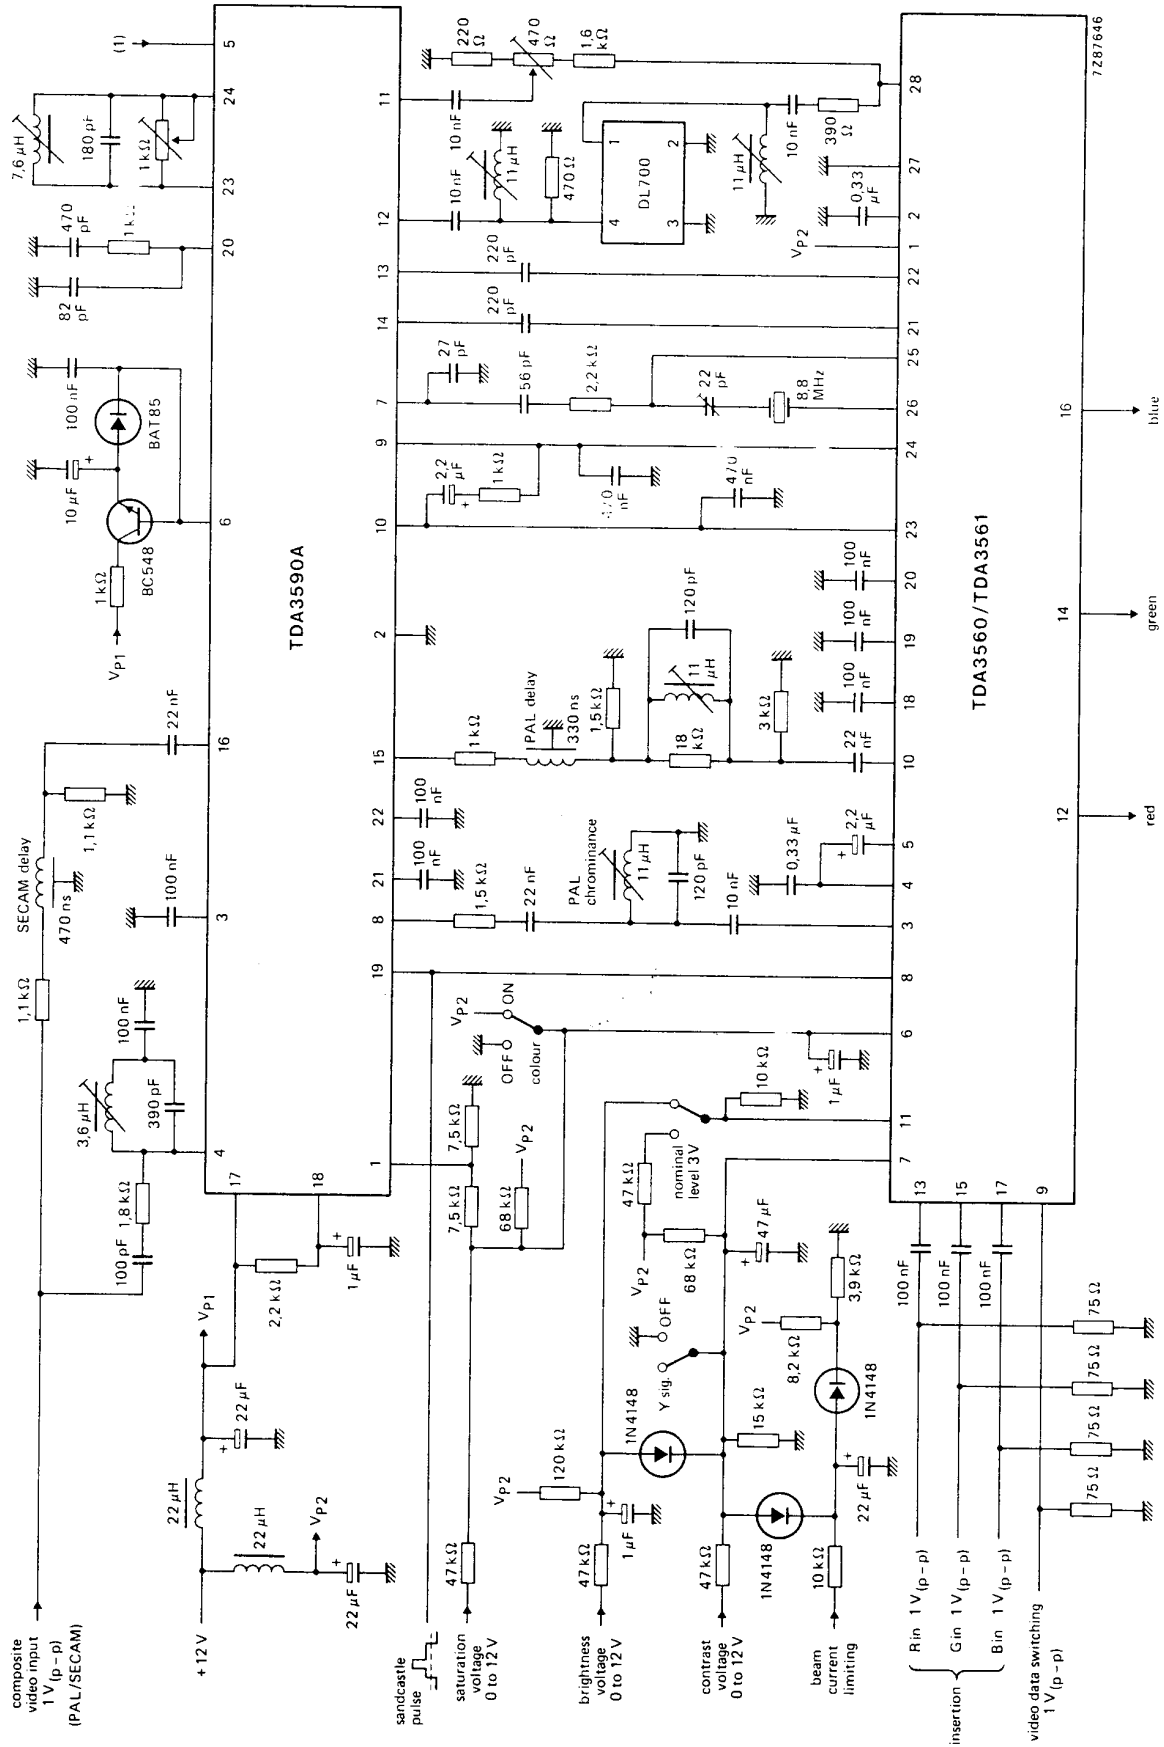 composite
video input
1 V(p – p)
(PAL/SECAM)
+12 V
22 µH
22 µF
VP1
22 µH
VP2
22 µF
100 pF
1,8 kΩ
3,6 µH
390 pF
100 nF
1,1 kΩ
SECAM delay
470 ns
1,1 kΩ
100 nF
22 nF
VP1
1 kΩ
BC548
10 µF
BAT85
100 nF
82
pF
470
pF
7,6 µH
180 pF
1 kΩ
(1)
2,2 kΩ
1 µF
17
18
4
3
16
6
20
23
24
5
TDA3590A
1
19
8
21
22
15
2
10
9
7
14
13
12
11
sandcastle
pulse
saturation
voltage
0 to 12 V
47 kΩ
7,5 kΩ
7,5 kΩ
68 kΩ
VP2
VP2
ON
OFF
colour
1,5 kΩ
22 nF
100
nF
100
nF
PAL
chrominance
11 µH
120 pF
10 nF
1 kΩ
PAL delay
330 ns
1,5 kΩ
18
kΩ
11
µH
120 pF
3 kΩ
22
nF
2,2
µF
1 kΩ
470
nF
27
pF
56 pF
2,2 kΩ
22
pF
8,8
MHz
220
pF
220
pF
10 nF
11 µH
470 Ω
10 nF
220
Ω
470
Ω
1,6
kΩ
DL700
1
2
3
4
11 µH
10 nF
390
Ω
0,33
µF
VP2
100
nF
100
nF
100
nF
0,33 µF
2,2
µF
1 µF
brightness
voltage
0 to 12 V
47 kΩ
1 µF
VP2
120 kΩ
1N4148
contrast
voltage
0 to 12 V
47 kΩ
1N4148
15 kΩ
Y sig.
OFF
VP2
47 kΩ
68 kΩ
47 µF
nominal
level 3 V
10 kΩ
beam
current
limiting
10 kΩ
22 µF
1N4148
8,2 kΩ
VP2
3,9 kΩ
13
15
17
9
7
11
6
8
3
4
5
10
18
19
20
23
24
26
25
21
22
1
2
27
28
TDA3560/TDA3561
12
14
16
red
green
blue
insertion
Rin 1 V(p – p)
Gin 1 V(p – p)
Bin 1 V(p – p)
video data switching
1 V(p – p)
100 nF
100 nF
100 nF
75 Ω
75 Ω
75 Ω
75 Ω
7Z87646